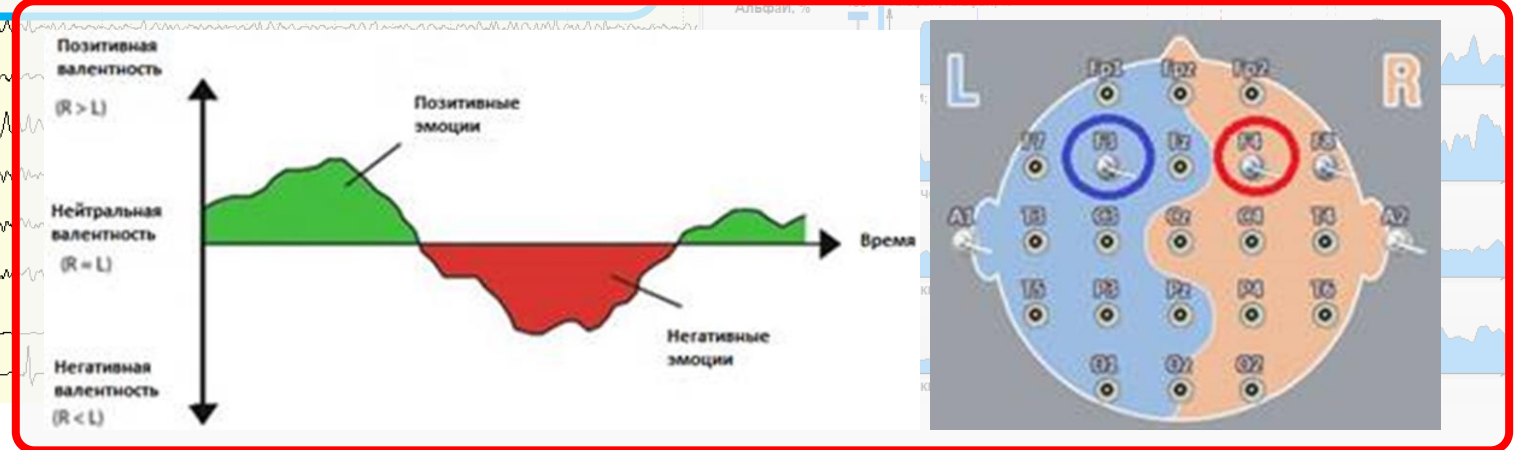 Альфай, %
Позитивная
валентность
(R > L)
Позитивные
эмоции
Нейтральная
валентность
(R = L)
Время
Негативные
эмоции
Негативная
валентность
(R < L)
L
R
Fp1 Fpz Fp2
F7 F3 Fz F4 F8
A1 T3 C3 Cz C4 T4 A2
T5 P3 Pz P4 T6
O1 Oz O2